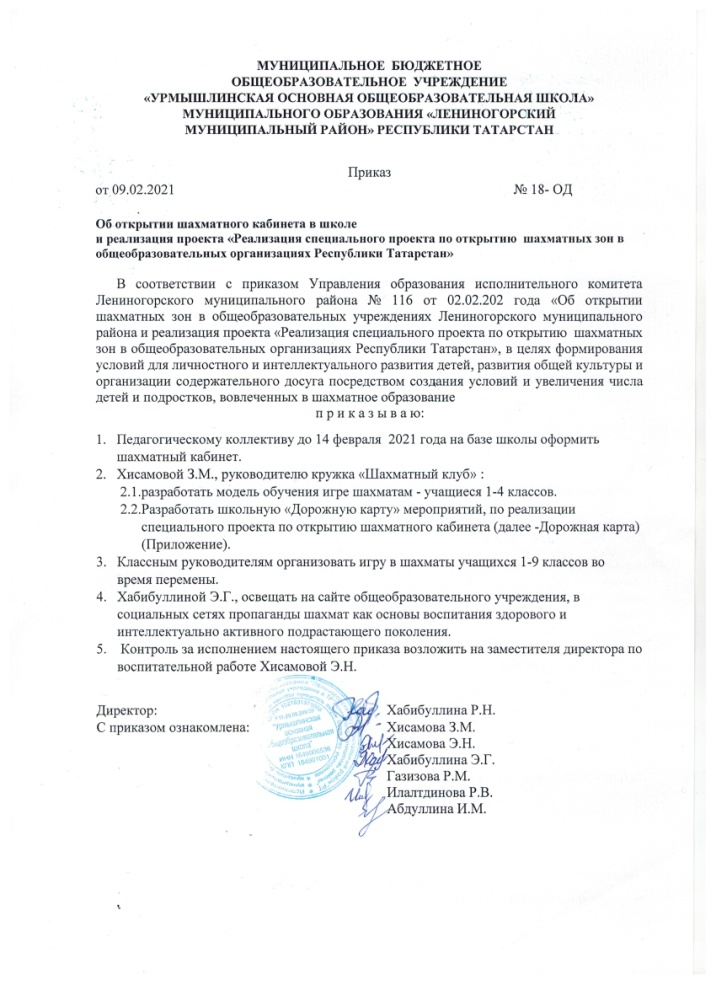 МУНИЦИПАЛЬНОЕ БЮДЖЕТНОЕ
ОБЩЕОБРАЗОВАТЕЛЬНОЕ УЧРЕЖДЕНИЕ
«УРМЫШЛИНСКАЯ ОСНОВНАЯ ОБЩЕОБРАЗОВАТЕЛЬНАЯ ШКОЛА»
МУНИЦИПАЛЬНОГО ОБРАЗОВАНИЯ «ЛЕНИНОГОРСКИЙ
МУНИЦИПАЛЬНЫЙ РАЙОН» РЕСПУБЛИКИ ТАТАРСТАН
Приказ
от 09.02.2021 № 18- ОД
Об открытии шахматного кабинета в школе
и реализация проекта «Реализация специального проекта по открытию шахматных зон в
общеобразовательных организациях Республики Татарстан»
В соответствии с приказом Управления образования исполнительного комитета
Лениногорского муниципального района № 116 от 02.02.202 года «Об открытии
шахматных зон в общеобразовательных учреждениях Лениногорского муниципального
района и реализация проекта «Реализация специального проекта по открытию шахматных
зон в общеобразовательных организациях Республики Татарстан», в целях формирования
условий для личностного и интеллектуального развития детей, развития общей культуры и
организации содержательного досуга посредством создания условий и увеличения числа
детей и подростков, вовлеченных в шахматное образование
п р и к а з ы в а ю:
1. Педагогическому коллективу до 14 февраля 2021 года на базе школы оформить
шахматный кабинет.
2. Хисамовой З.М., руководителю кружка «Шахматный клуб» :
2.1.разработать модель обучения игре шахматам - учащиеся 1-4 классов.
2.2.Разработать школьную «Дорожную карту» мероприятий, по реализации
специального проекта по открытию шахматного кабинета (далее -Дорожная карта)
(Приложение).
3. Классным руководителям организовать игру в шахматы учащихся 1-9 классов во
время перемены.
4. Хабибуллиной Э.Г., освещать на сайте общеобразовательного учреждения, в
социальных сетях пропаганды шахмат как основы воспитания здорового и
интеллектуально активного подрастающего поколения.
5. Контроль за исполнением настоящего приказа возложить на заместителя директора по
воспитательной работе Хисамовой Э.Н.
Директор: Хабибуллина Р.Н.
С приказом ознакомлена: Хисамова З.М.
Хисамова Э.Н.
Хабибуллина Э.Г.
Газизова Р.М.
Илалтдинова Р.В.
Абдуллина И.М.
"Урмышлинская
основная
общеобразовательная
школа"